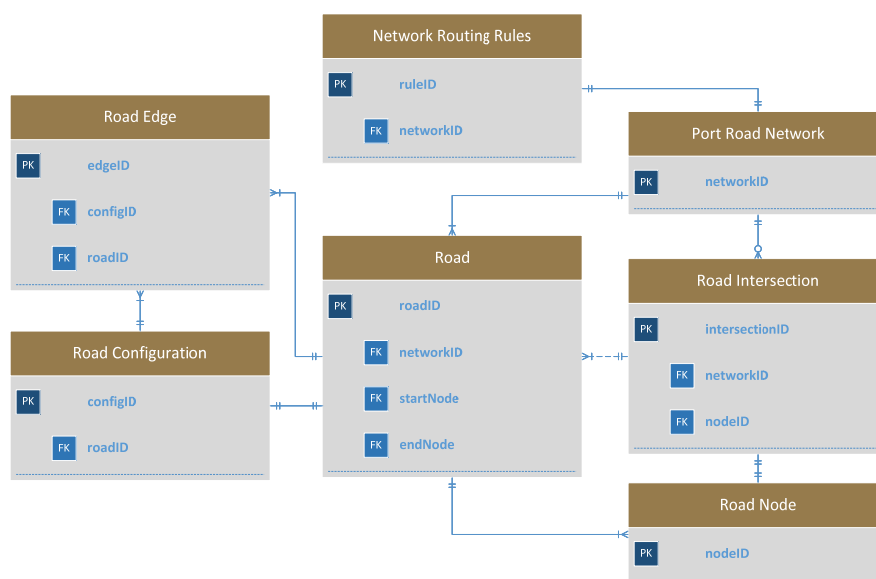 Network Routing Rules
PK ruleID
FK networkID
Road Edge
PK edgeID
FK configID
FK roadID
Port Road Network
PK networkID
Road
PK roadID
FK networkID
FK startNode
FK endNode
Road Intersection
PK intersectionID
FK networkID
FK nodeID
Road Configuration
PK configID
FK roadID
Road Node
PK nodeID